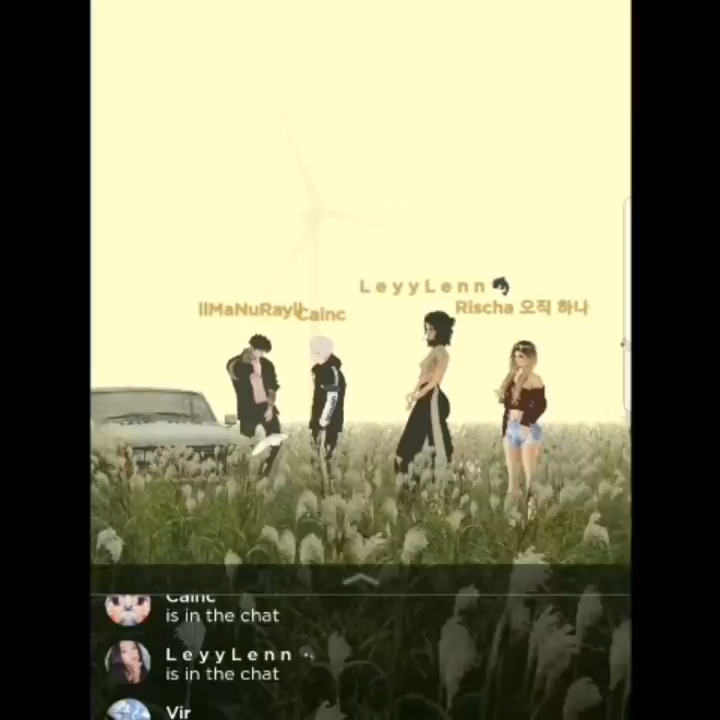 LeyyLenn
llMaNuRayll
Cainc
Rischa 오직 하나
Cainc
is in the chat
LeyyLenn
is in the chat
Vir